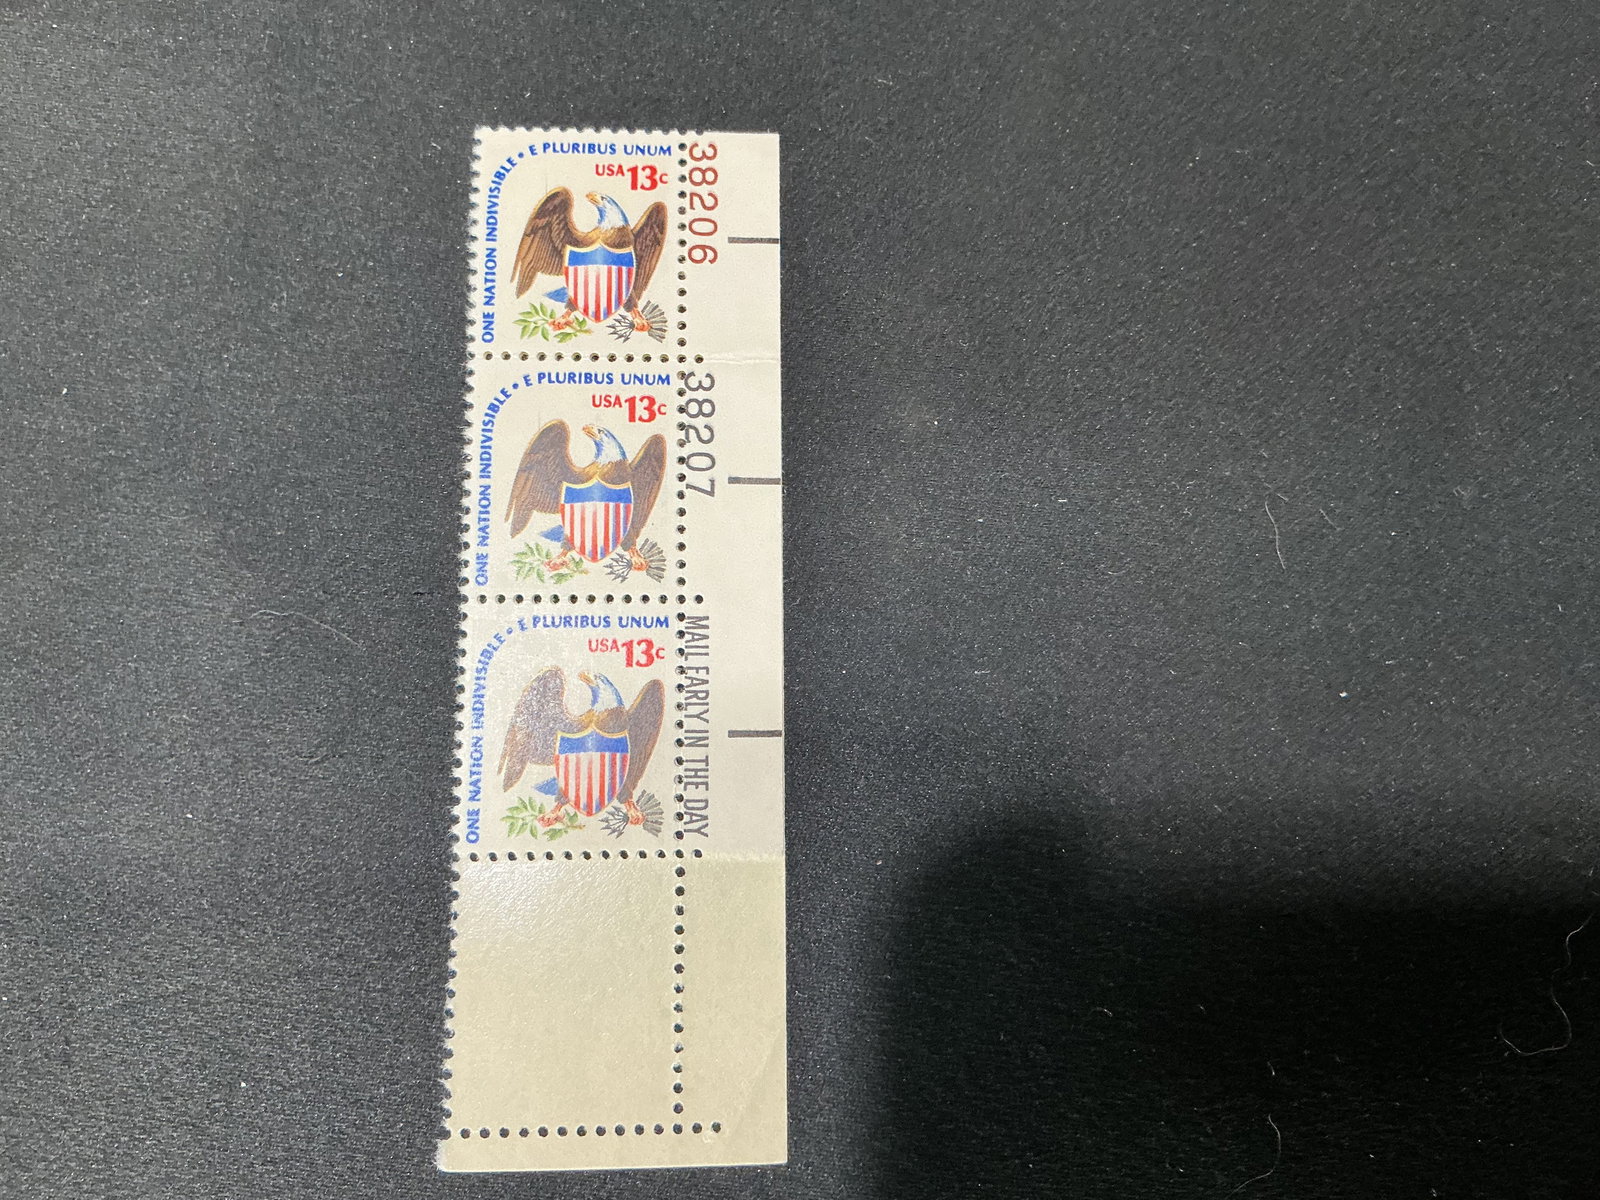 ONE NATION INDIVISIBLE • E PLURIBUS UNUM
USA 13c
38206
ONE NATION INDIVISIBLE • E PLURIBUS UNUM
USA 13c
38207
ONE NATION INDIVISIBLE • E PLURIBUS UNUM
USA 13c
MAIL EARLY IN THE DAY